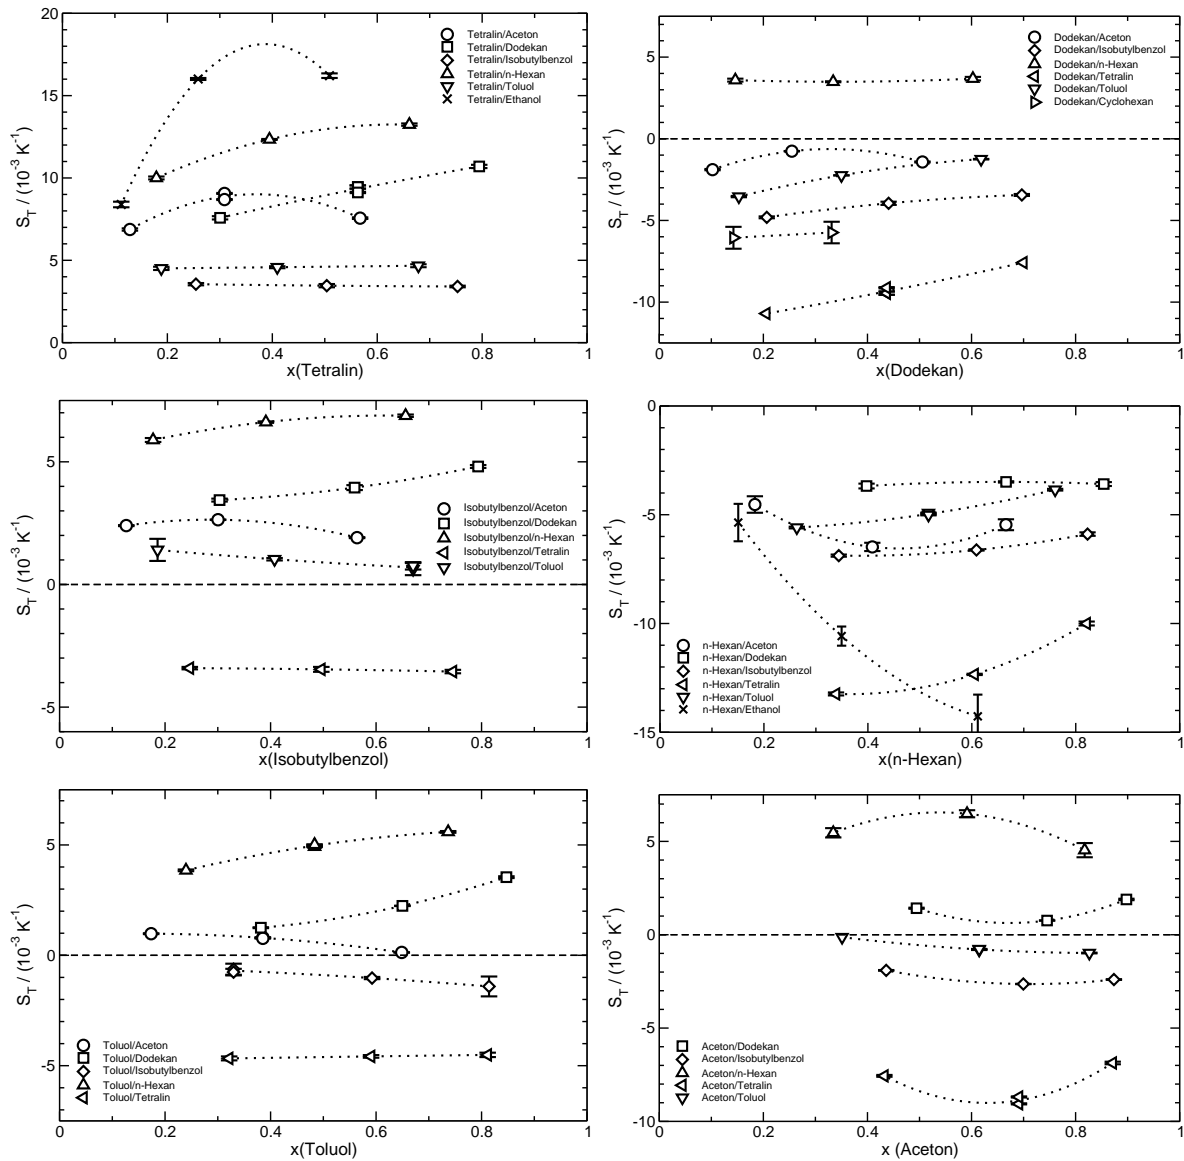 20
15
10
5
0
S_T / (10^-3 K^-1)
Tetralin/Aceton
Tetralin/Dodekan
Tetralin/Isobutylbenzol
Tetralin/n-Hexan
Tetralin/Toluol
Tetralin/Ethanol
0 0.2 0.4 0.6 0.8 1
x(Tetralin)
5
0
-5
-10
S_T / (10^-3 K^-1)
Dodekan/Aceton
Dodekan/Isobutylbenzol
Dodekan/n-Hexan
Dodekan/Tetralin
Dodekan/Toluol
Dodekan/Cyclohexan
0 0.2 0.4 0.6 0.8 1
x(Dodekan)
5
0
-5
S_T / (10^-3 K^-1)
Isobutylbenzol/Aceton
Isobutylbenzol/Dodekan
Isobutylbenzol/n-Hexan
Isobutylbenzol/Tetralin
Isobutylbenzol/Toluol
0 0.2 0.4 0.6 0.8 1
x(Isobutylbenzol)
0
-5
-10
-15
S_T / (10^-3 K^-1)
n-Hexan/Aceton
n-Hexan/Dodekan
n-Hexan/Isobutylbenzol
n-Hexan/Tetralin
n-Hexan/Toluol
n-Hexan/Ethanol
0 0.2 0.4 0.6 0.8 1
x(n-Hexan)
5
0
-5
S_T / (10^-3 K^-1)
Toluol/Aceton
Toluol/Dodekan
Toluol/Isobutylbenzol
Toluol/n-Hexan
Toluol/Tetralin
0 0.2 0.4 0.6 0.8 1
x(Toluol)
5
0
-5
-10
S_T / (10^-3 K^-1)
Aceton/Dodekan
Aceton/Isobutylbenzol
Aceton/n-Hexan
Aceton/Tetralin
Aceton/Toluol
0 0.2 0.4 0.6 0.8 1
x (Aceton)